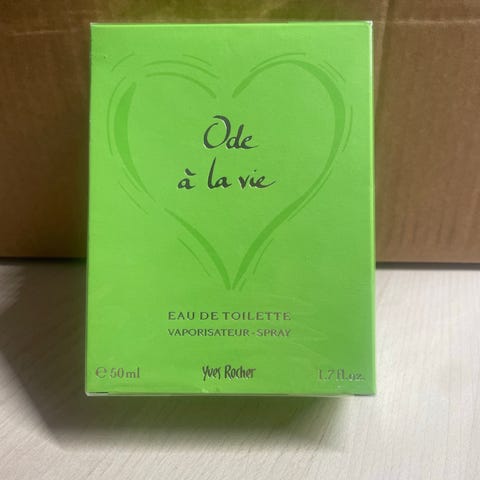 Ode
à la vie
EAU DE TOILETTE
VAPORISATEUR - SPRAY
℮ 50 ml Yves Rocher 1.7 fl.oz.